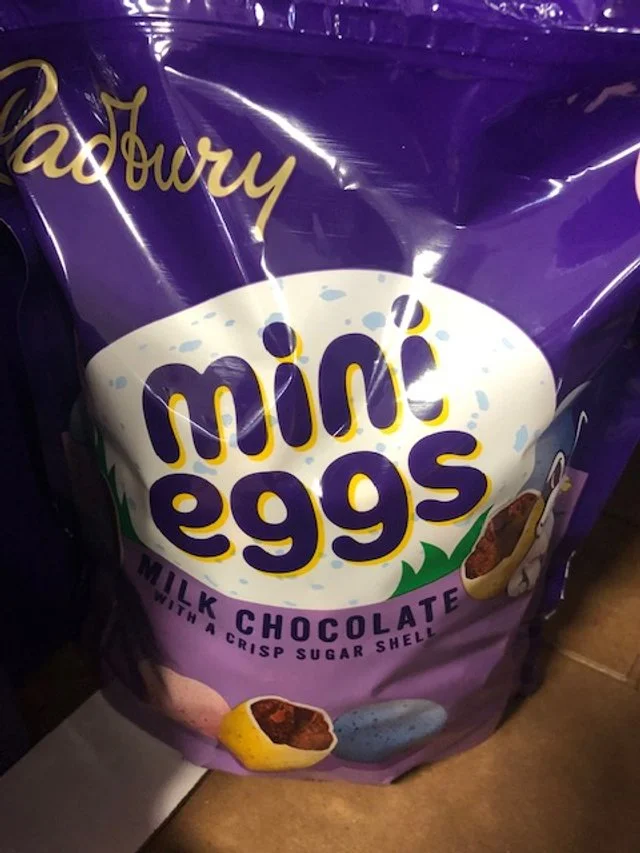 Cadbury
mini
eggs
MILK CHOCOLATE
WITH A CRISP SUGAR SHELL